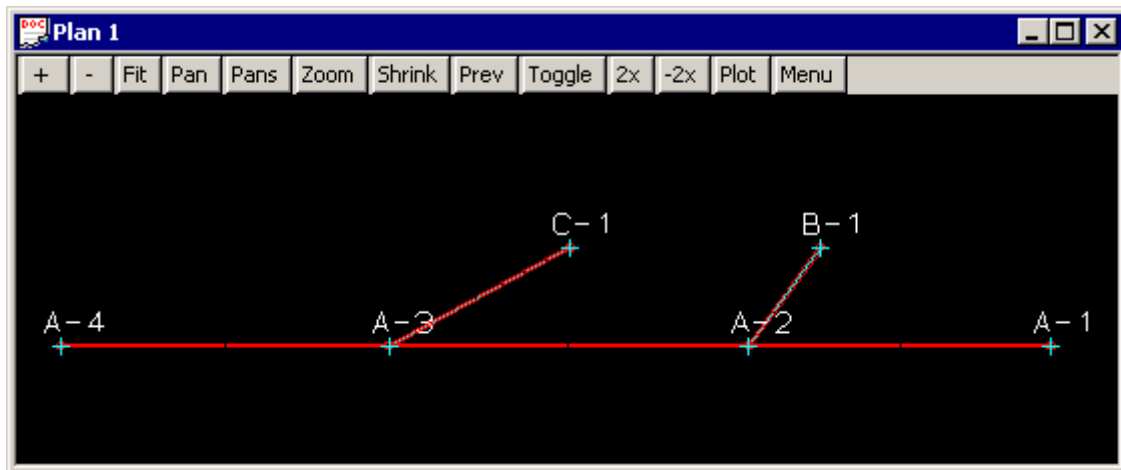 DOC Plan 1
+ - Fit Pan Pans Zoom Shrink Prev Toggle 2x -2x Plot Menu
C-1 B-1
A-4 A-3 A-2 A-1